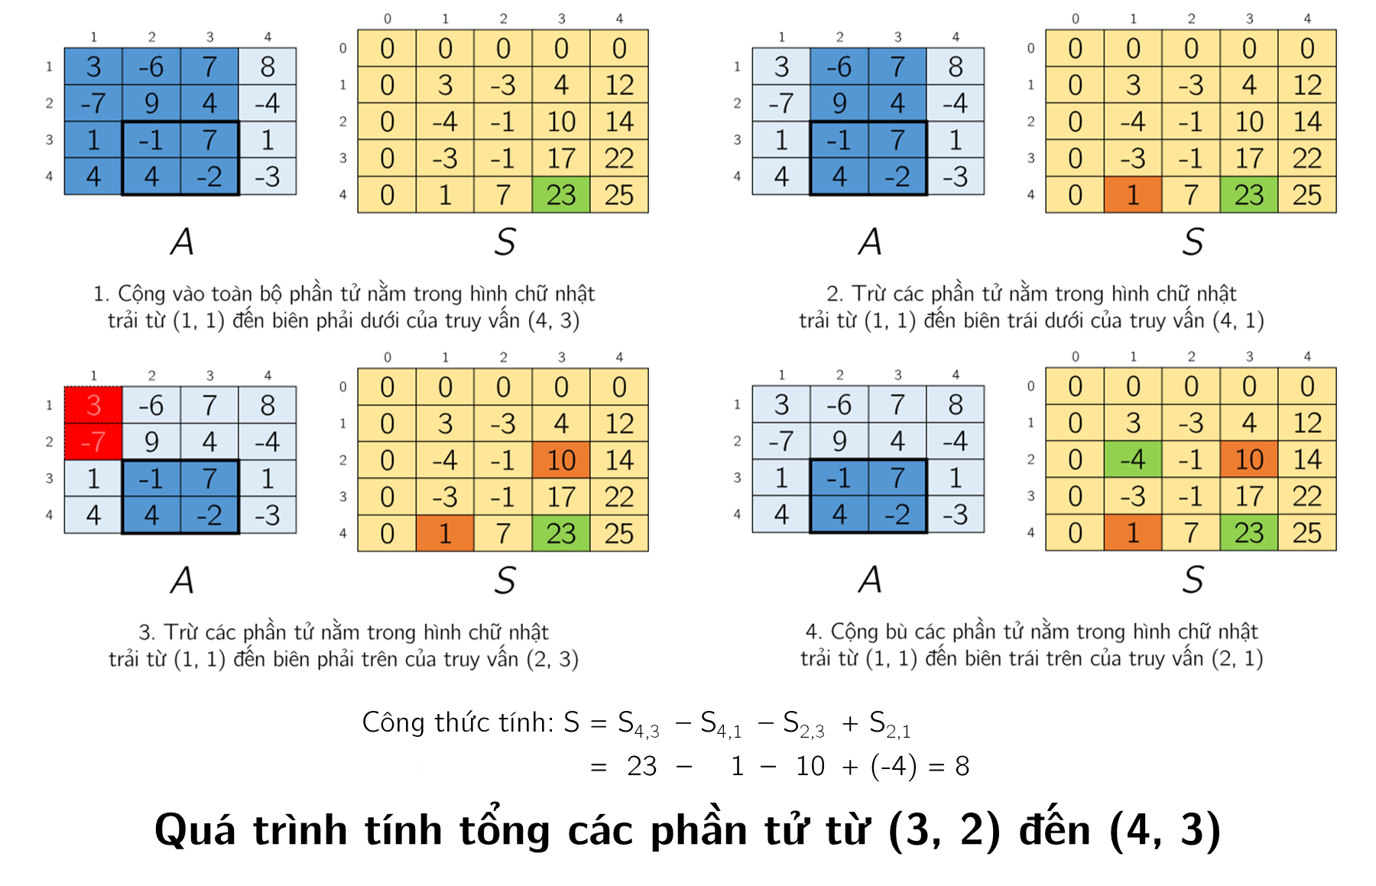 0 1 2 3 4
1 2 3 4
0 0 0 0 0 0
1 3 -6 7 8
1 0 3 -3 4 12
2 -7 9 4 -4
2 0 -4 -1 10 14
3 1 -1 7 1
3 0 -3 -1 17 22
4 4 4 -2 -3
4 0 1 7 23 25
A S
1. Cộng vào toàn bộ phần tử nằm trong hình chữ nhật
trái từ (1, 1) đến biên phải dưới của truy vấn (4, 3)
0 1 2 3 4
1 2 3 4
0 0 0 0 0 0
1 3 -6 7 8
1 0 3 -3 4 12
2 -7 9 4 -4
2 0 -4 -1 10 14
3 1 -1 7 1
3 0 -3 -1 17 22
4 4 4 -2 -3
4 0 1 7 23 25
A S
2. Trừ các phần tử nằm trong hình chữ nhật
trái từ (1, 1) đến biên trái dưới của truy vấn (4, 1)
0 1 2 3 4
1 2 3 4
0 0 0 0 0 0
1 3 -6 7 8
1 0 3 -3 4 12
2 -7 9 4 -4
2 0 -4 -1 10 14
3 1 -1 7 1
3 0 -3 -1 17 22
4 4 4 -2 -3
4 0 1 7 23 25
A S
3. Trừ các phần tử nằm trong hình chữ nhật
trái từ (1, 1) đến biên phải trên của truy vấn (2, 3)
0 1 2 3 4
1 2 3 4
0 0 0 0 0 0
1 3 -6 7 8
1 0 3 -3 4 12
2 -7 9 4 -4
2 0 -4 -1 10 14
3 1 -1 7 1
3 0 -3 -1 17 22
4 4 4 -2 -3
4 0 1 7 23 25
A S
4. Cộng bù các phần tử nằm trong hình chữ nhật
trái từ (1, 1) đến biên trái trên của truy vấn (2, 1)
Công thức tính: S = S4,3 − S4,1 − S2,3 + S2,1
= 23 − 1 − 10 + (-4) = 8
Quá trình tính tổng các phần tử từ (3, 2) đến (4, 3)